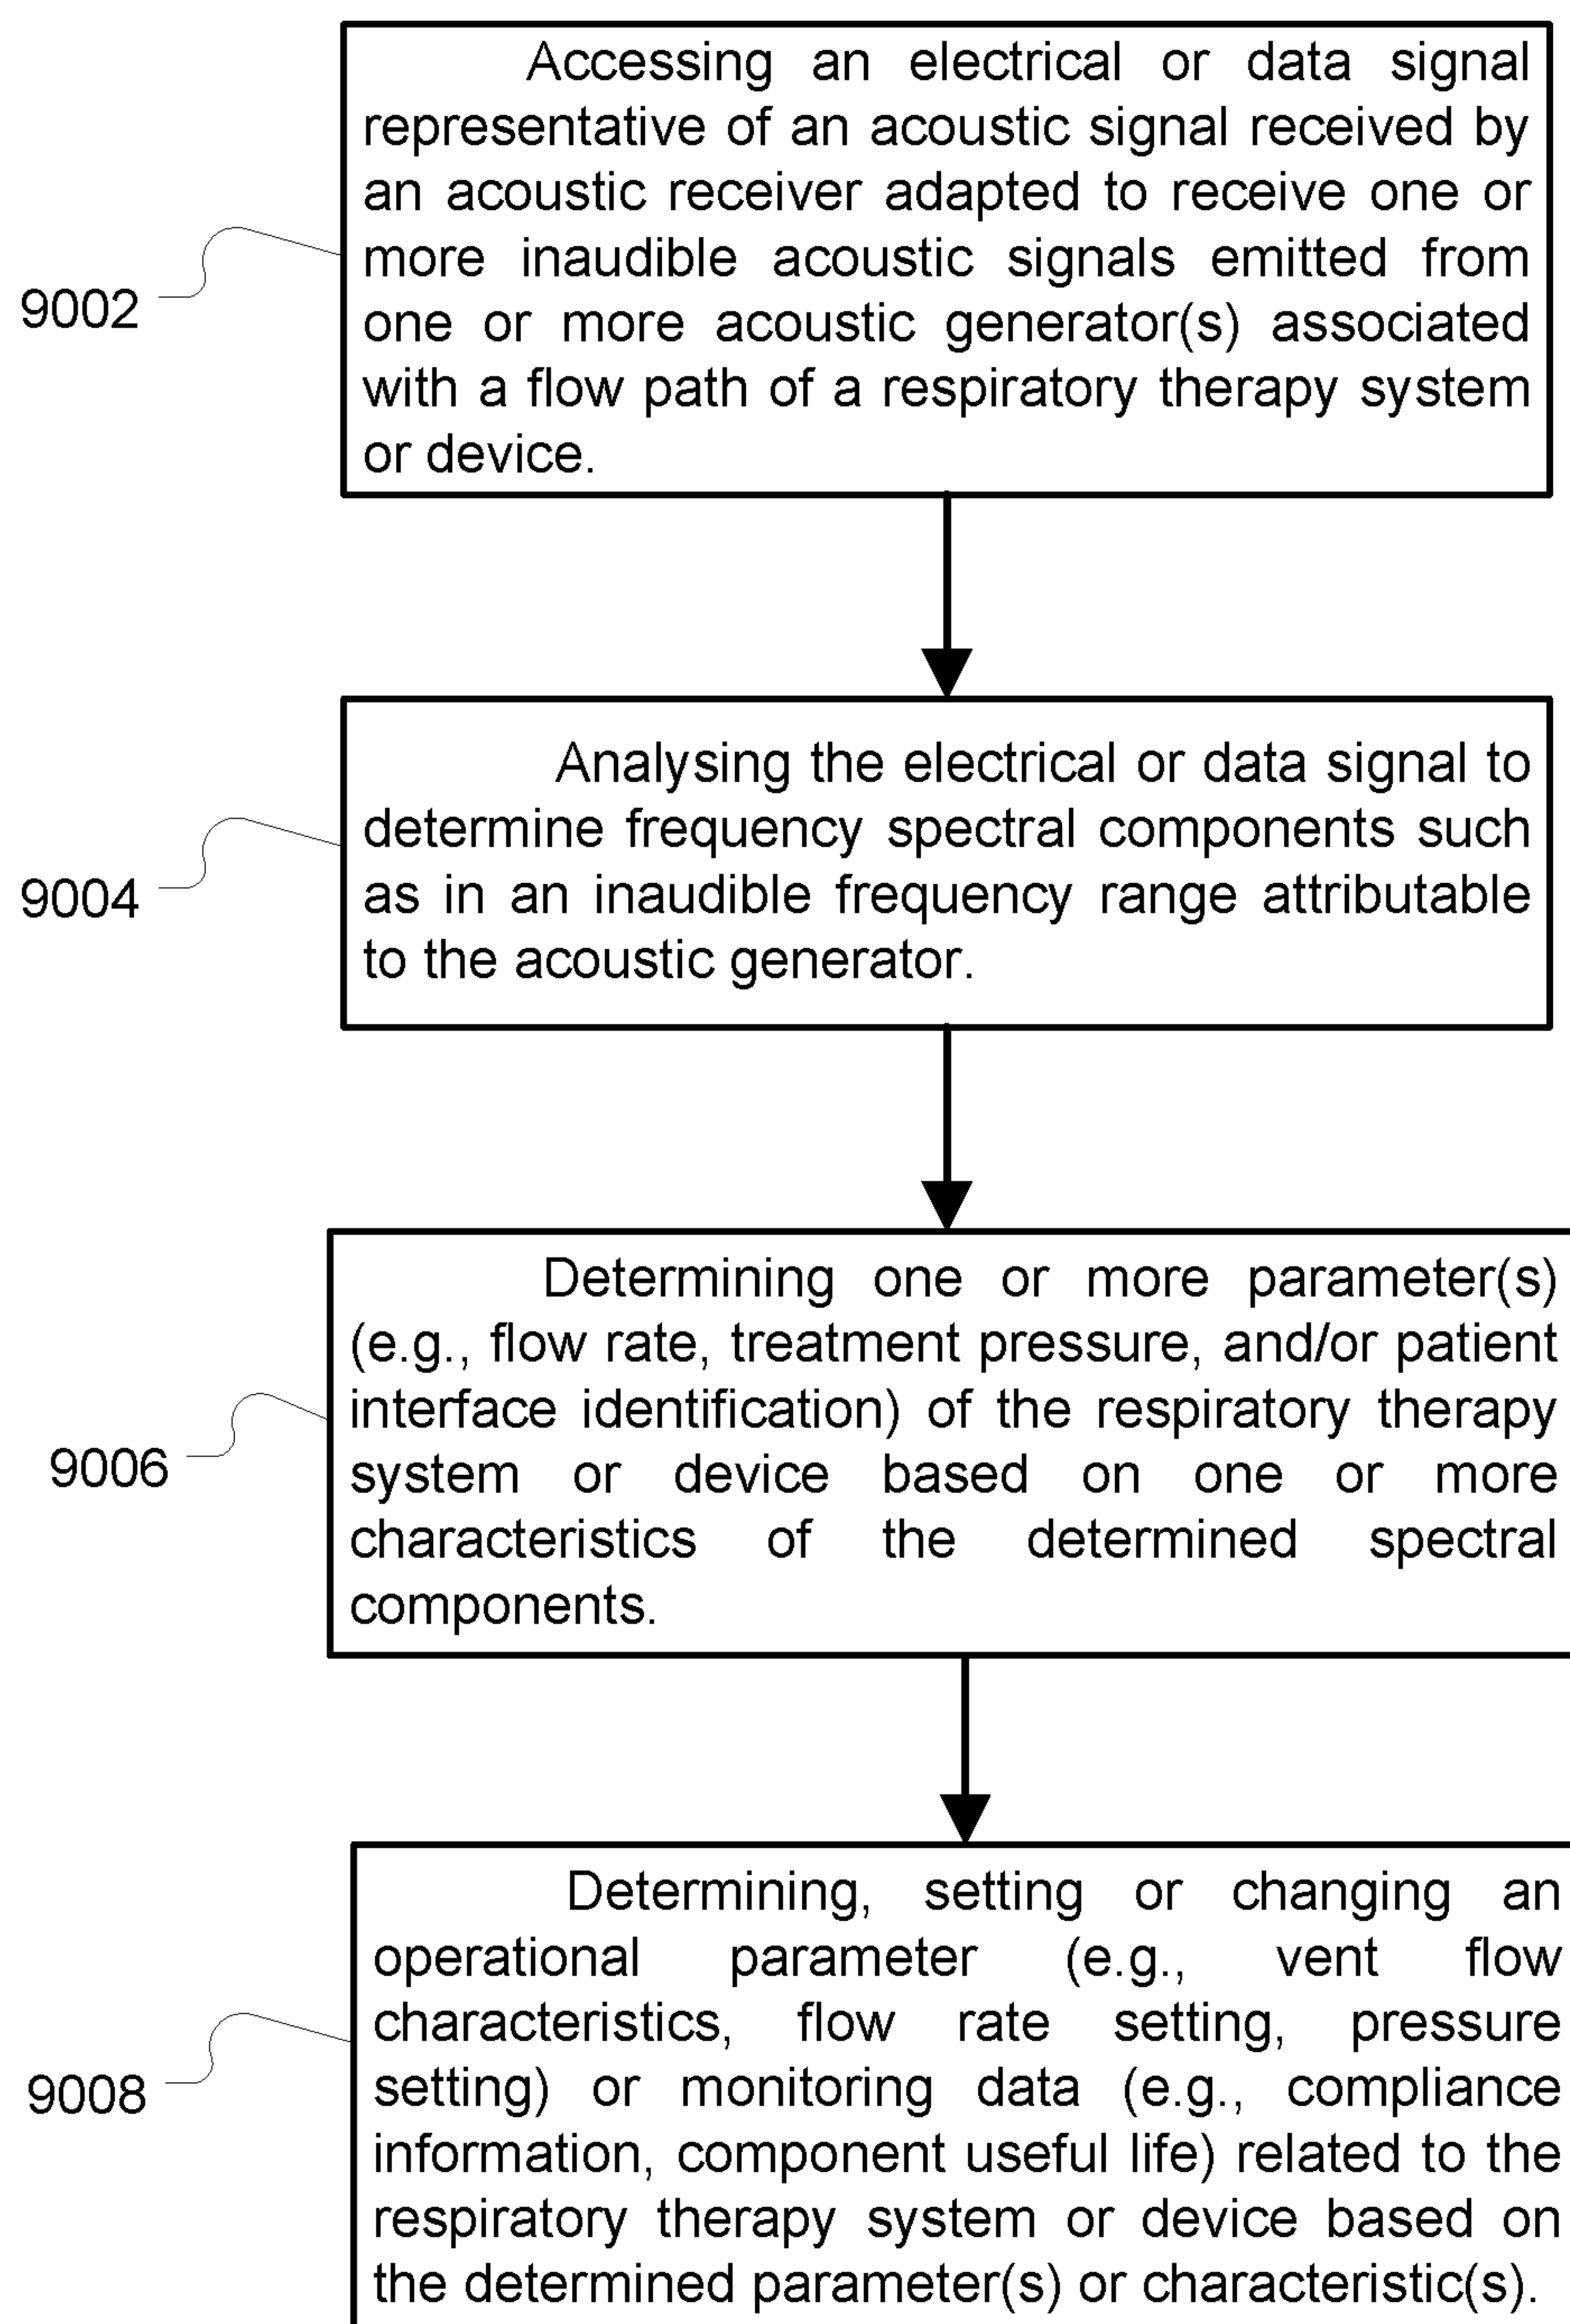 Accessing an electrical or data signal
representative of an acoustic signal received by
an acoustic receiver adapted to receive one or
more inaudible acoustic signals emitted from
one or more acoustic generator(s) associated
with a flow path of a respiratory therapy system
or device.
9002
Analysing the electrical or data signal to
determine frequency spectral components such
as in an inaudible frequency range attributable
to the acoustic generator.
9004
Determining one or more parameter(s)
(e.g., flow rate, treatment pressure, and/or patient
interface identification) of the respiratory therapy
system or device based on one or more
characteristics of the determined spectral
components.
9006
Determining, setting or changing an
operational parameter (e.g., vent flow
characteristics, flow rate setting, pressure
setting) or monitoring data (e.g., compliance
information, component useful life) related to the
respiratory therapy system or device based on
the determined parameter(s) or characteristic(s).
9008